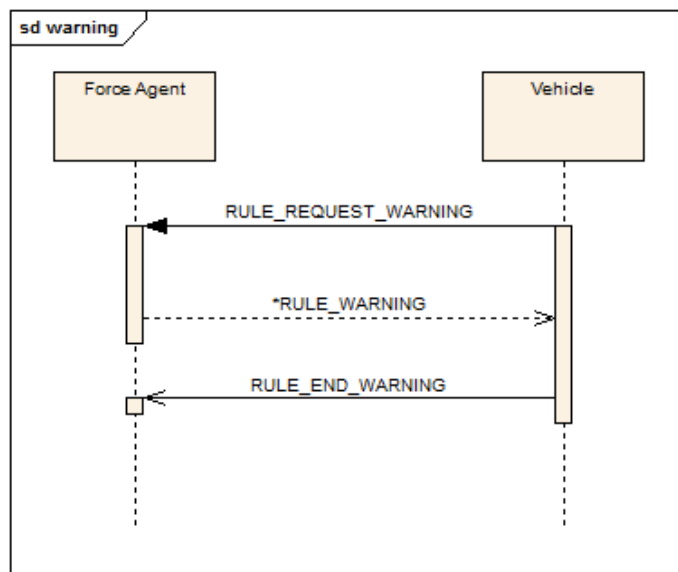 sd warning
Force Agent
Vehicle
RULE_REQUEST_WARNING
*RULE_WARNING
RULE_END_WARNING